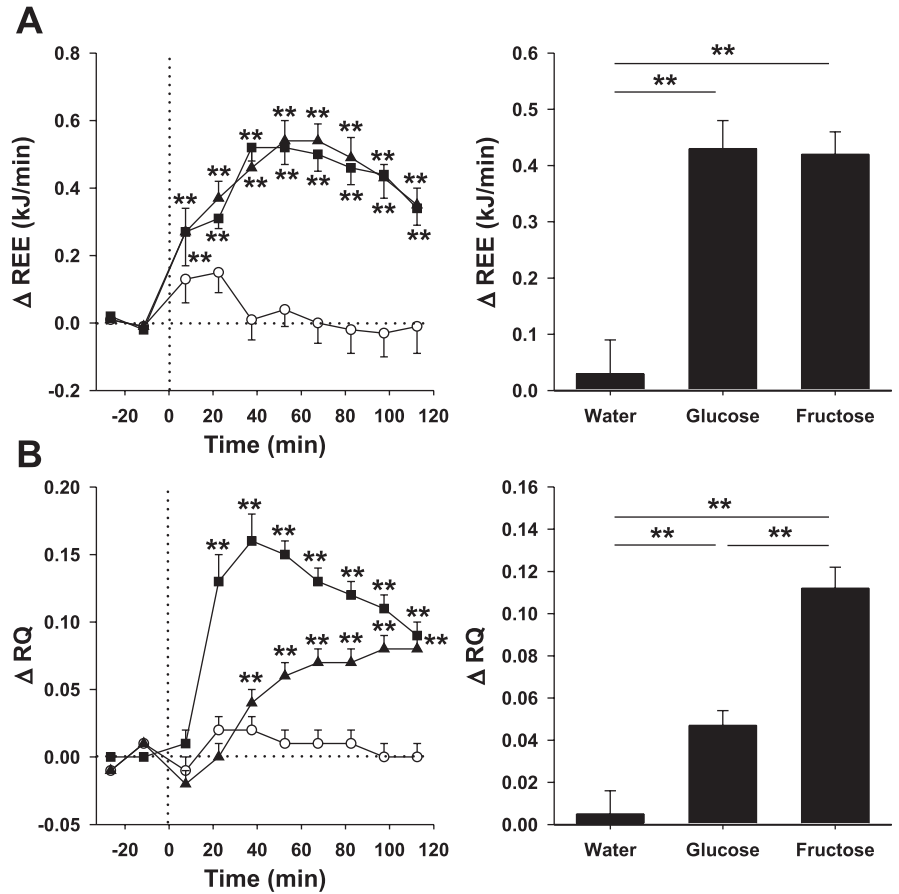 A
Δ REE (kJ/min)
0.8
0.6
0.4
0.2
0.0
-0.2
** ** ** ** ** ** ** **
** ** ** ** ** ** ** **
-20 0 20 40 60 80 100 120
Time (min)
Δ REE (kJ/min)
0.6
0.5
0.4
0.3
0.2
0.1
0.0
**
**
Water Glucose Fructose
B
Δ RQ
0.20
0.15
0.10
0.05
0.00
-0.05
** ** ** ** ** ** **
** ** ** ** ** **
-20 0 20 40 60 80 100 120
Time (min)
Δ RQ
0.16
0.14
0.12
0.10
0.08
0.06
0.04
0.02
0.00
**
** **
Water Glucose Fructose